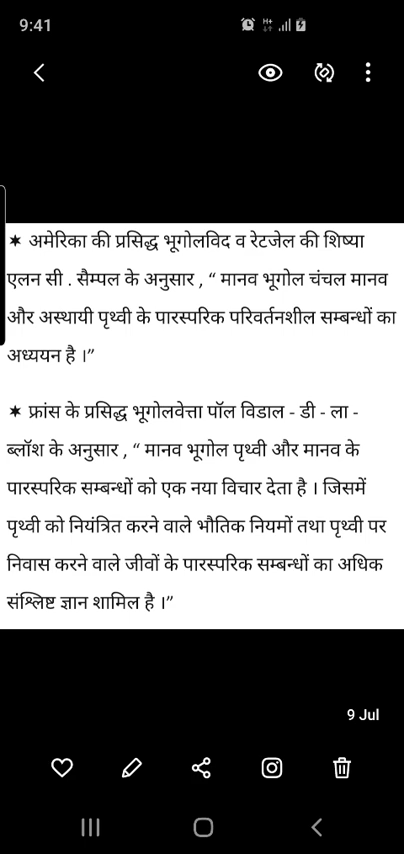 9:41
H+
✶ अमेरिका की प्रसिद्ध भूगोलविद व रेटजेल की शिष्या
एलन सी . सैम्पल के अनुसार , “ मानव भूगोल चंचल मानव
और अस्थायी पृथ्वी के पारस्परिक परिवर्तनशील सम्बन्धों का
अध्ययन है ।”
✶ फ्रांस के प्रसिद्ध भूगोलवेत्ता पॉल विडाल - डी - ला -
ब्लॉश के अनुसार , “ मानव भूगोल पृथ्वी और मानव के
पारस्परिक सम्बन्धों को एक नया विचार देता है । जिसमें
पृथ्वी को नियंत्रित करने वाले भौतिक नियमों तथा पृथ्वी पर
निवास करने वाले जीवों के पारस्परिक सम्बन्धों का अधिक
संश्लिष्ट ज्ञान शामिल है ।”
9 Jul